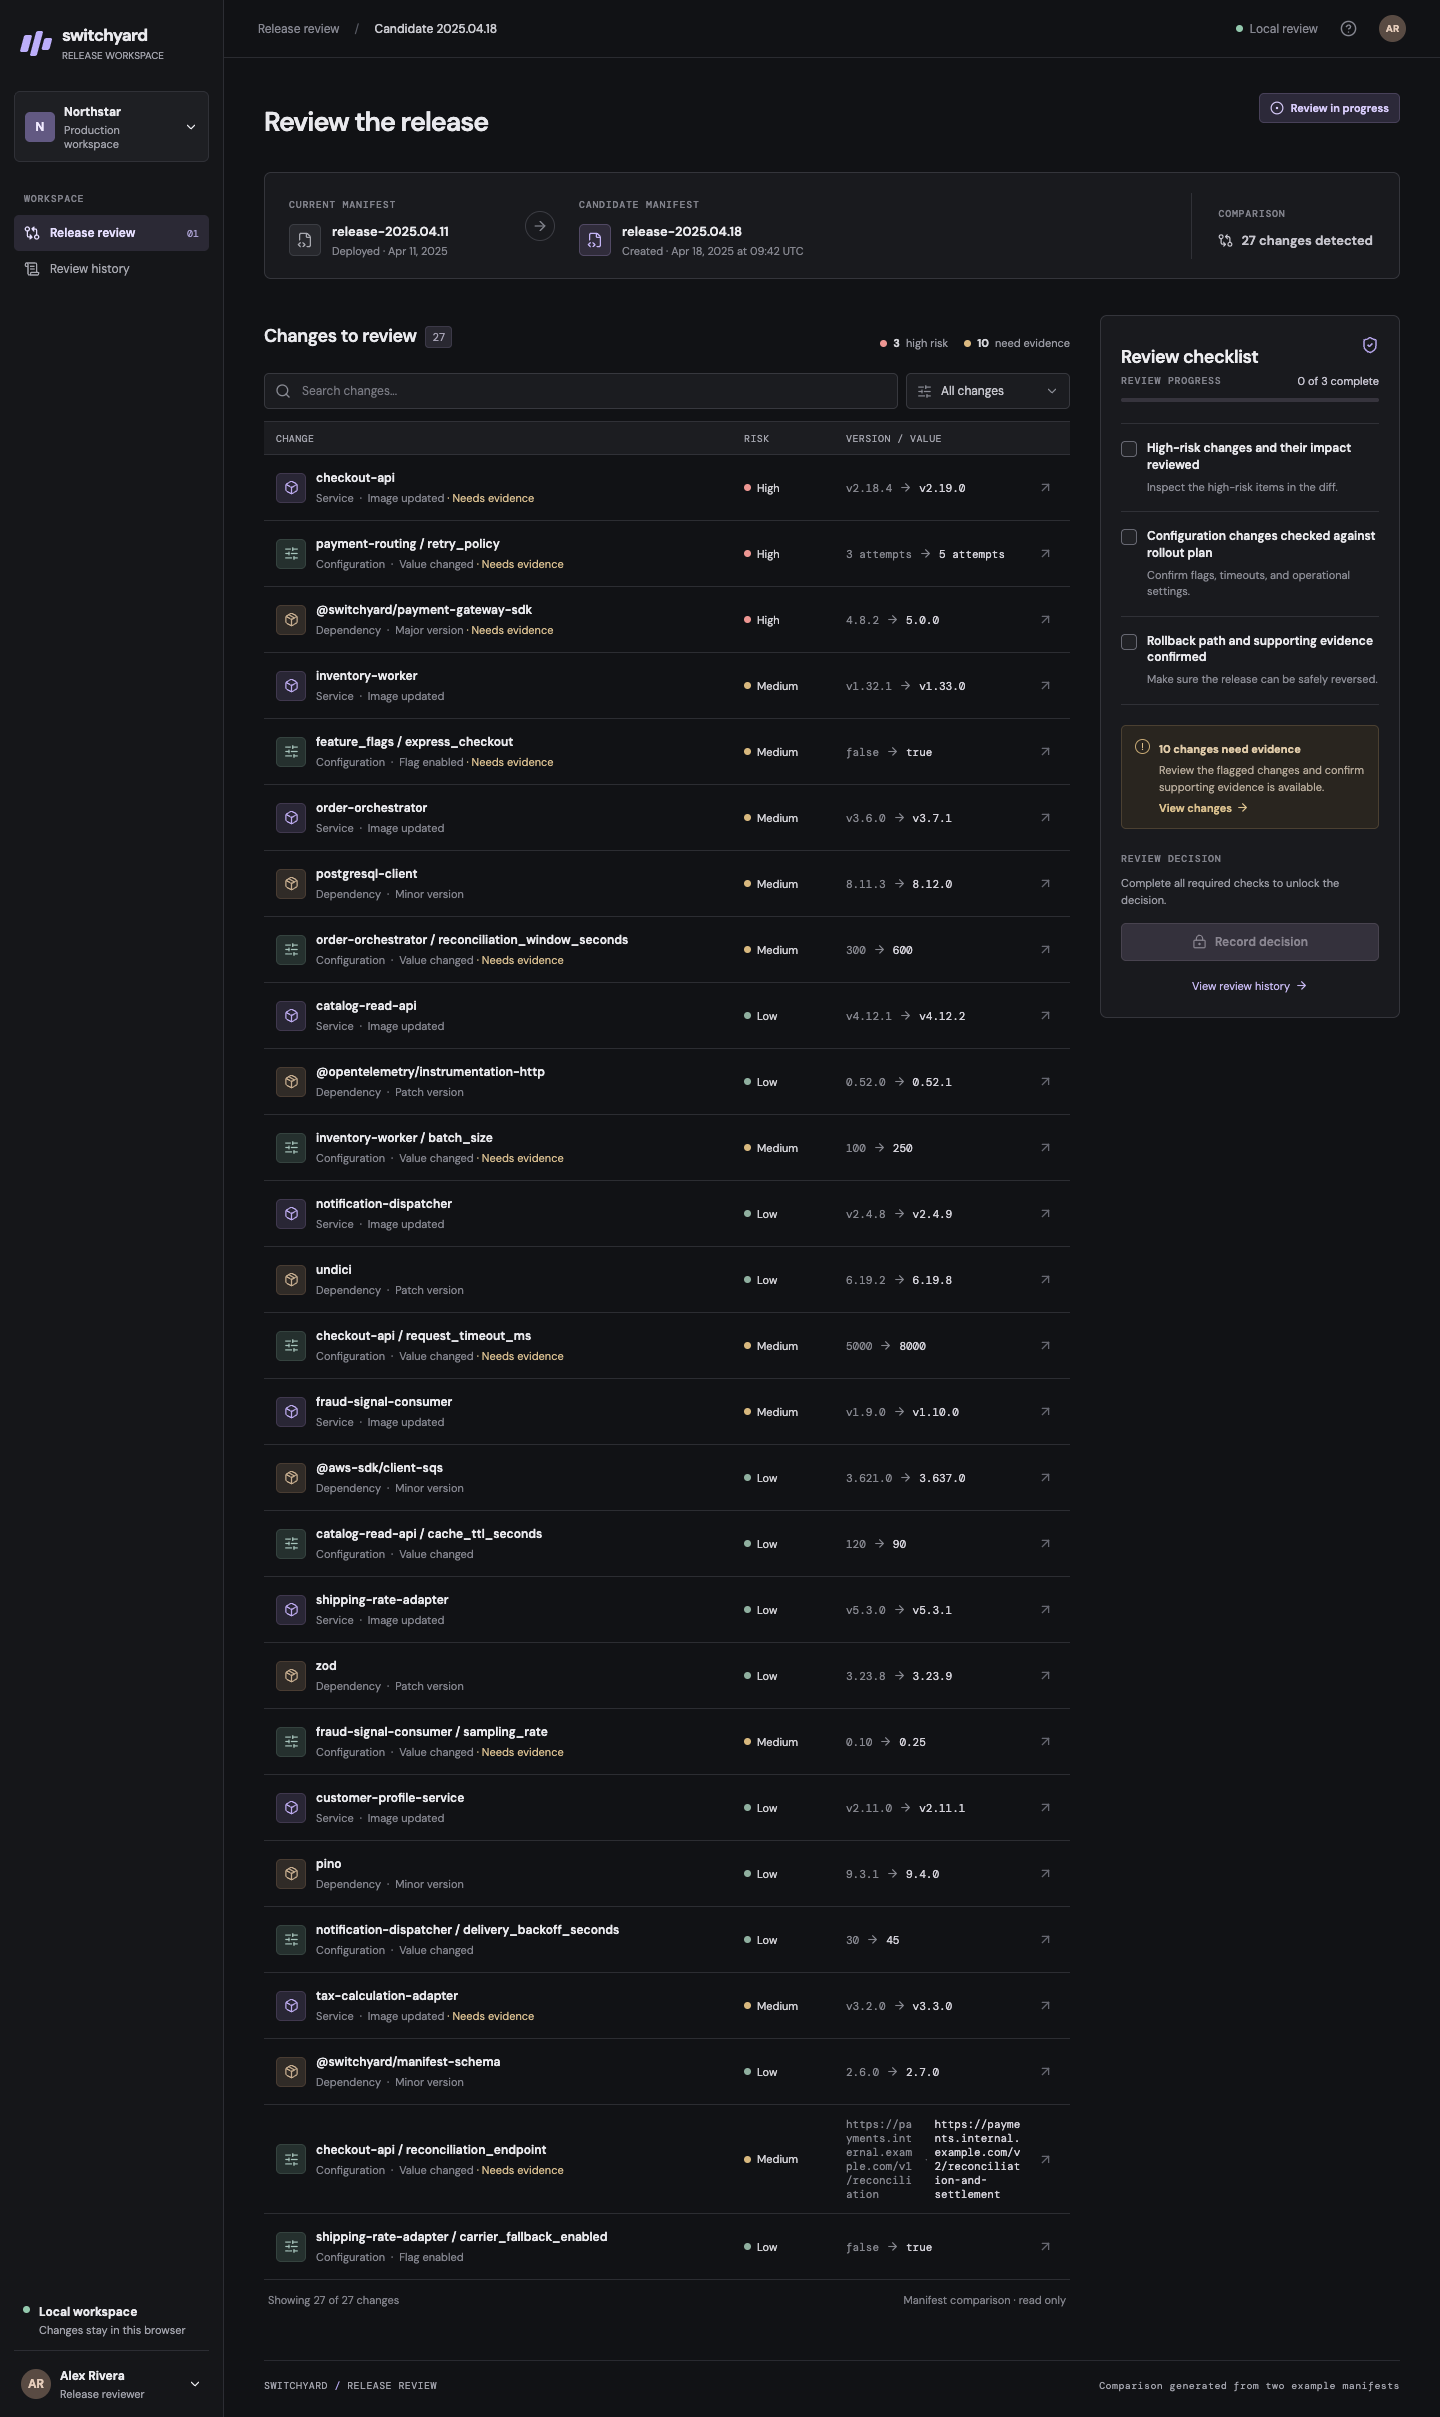 switchyard
RELEASE WORKSPACE
N
Northstar
Production
workspace
WORKSPACE
Release review 01
Review history
Release review / Candidate 2025.04.18
Local review
AR
Review the release
Review in progress
CURRENT MANIFEST
release-2025.04.11
Deployed · Apr 11, 2025
CANDIDATE MANIFEST
release-2025.04.18
Created · Apr 18, 2025 at 09:42 UTC
COMPARISON
27 changes detected
Changes to review 27
3 high risk 10 need evidence
Search changes...
All changes
CHANGE RISK VERSION / VALUE
checkout-api
Service · Image updated · Needs evidence
High
v2.18.4 → v2.19.0
payment-routing / retry_policy
Configuration · Value changed · Needs evidence
High
3 attempts → 5 attempts
@switchyard/payment-gateway-sdk
Dependency · Major version · Needs evidence
High
4.8.2 → 5.0.0
inventory-worker
Service · Image updated
Medium
v1.32.1 → v1.33.0
feature_flags / express_checkout
Configuration · Flag enabled · Needs evidence
Medium
false → true
order-orchestrator
Service · Image updated
Medium
v3.6.0 → v3.7.1
postgresql-client
Dependency · Minor version
Medium
8.11.3 → 8.12.0
order-orchestrator / reconciliation_window_seconds
Configuration · Value changed · Needs evidence
Medium
300 → 600
catalog-read-api
Service · Image updated
Low
v4.12.1 → v4.12.2
@opentelemetry/instrumentation-http
Dependency · Patch version
Low
0.52.0 → 0.52.1
inventory-worker / batch_size
Configuration · Value changed · Needs evidence
Medium
100 → 250
notification-dispatcher
Service · Image updated
Low
v2.4.8 → v2.4.9
undici
Dependency · Patch version
Low
6.19.2 → 6.19.8
checkout-api / request_timeout_ms
Configuration · Value changed · Needs evidence
Medium
5000 → 8000
fraud-signal-consumer
Service · Image updated
Medium
v1.9.0 → v1.10.0
@aws-sdk/client-sqs
Dependency · Minor version
Low
3.621.0 → 3.637.0
catalog-read-api / cache_ttl_seconds
Configuration · Value changed
Low
120 → 90
shipping-rate-adapter
Service · Image updated
Low
v5.3.0 → v5.3.1
zod
Dependency · Patch version
Low
3.23.8 → 3.23.9
fraud-signal-consumer / sampling_rate
Configuration · Value changed · Needs evidence
Medium
0.10 → 0.25
customer-profile-service
Service · Image updated
Low
v2.11.0 → v2.11.1
pino
Dependency · Minor version
Low
9.3.1 → 9.4.0
notification-dispatcher / delivery_backoff_seconds
Configuration · Value changed
Low
30 → 45
tax-calculation-adapter
Service · Image updated · Needs evidence
Medium
v3.2.0 → v3.3.0
@switchyard/manifest-schema
Dependency · Minor version
Low
2.6.0 → 2.7.0
checkout-api / reconciliation_endpoint
Configuration · Value changed · Needs evidence
Medium
https://pa
yments.int
ernal.exam
ple.com/v1
/reconcili
ation
https://payme
nts.internal.
example.com/v
2/reconciliat
ion-and-
settlement
shipping-rate-adapter / carrier_fallback_enabled
Configuration · Flag enabled
Low
false → true
Showing 27 of 27 changes
Manifest comparison · read only
Review checklist
REVIEW PROGRESS 0 of 3 complete
High-risk changes and their impact
reviewed
Inspect the high-risk items in the diff.
Configuration changes checked against
rollout plan
Confirm flags, timeouts, and operational
settings.
Rollback path and supporting evidence
confirmed
Make sure the release can be safely reversed.
10 changes need evidence
Review the flagged changes and confirm
supporting evidence is available.
View changes →
REVIEW DECISION
Complete all required checks to unlock the
decision.
Record decision
View review history →
Local workspace
Changes stay in this browser
AR
Alex Rivera
Release reviewer
SWITCHYARD / RELEASE REVIEW
Comparison generated from two example manifests